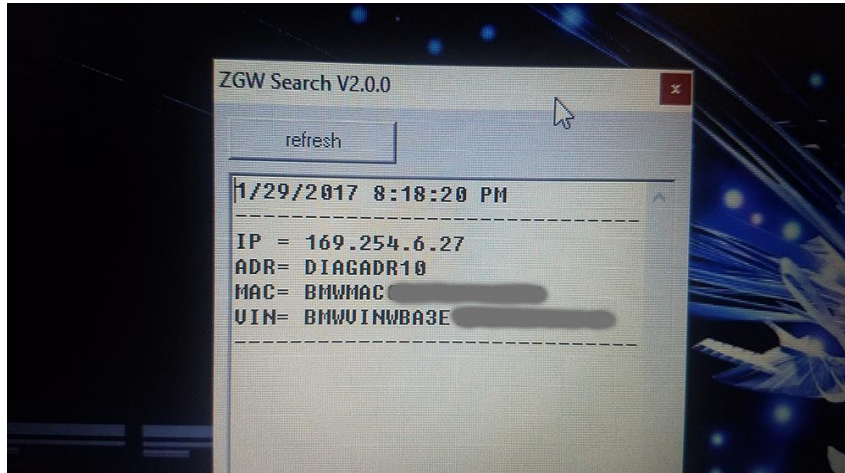 ZGW Search V2.0.0
x
refresh
1/29/2017 8:18:20 PM
-----------------------------
IP = 169.254.6.27
ADR= DIAGADR10
MAC= BMWMAC
VIN= BMWVINWBA3E
-----------------------------